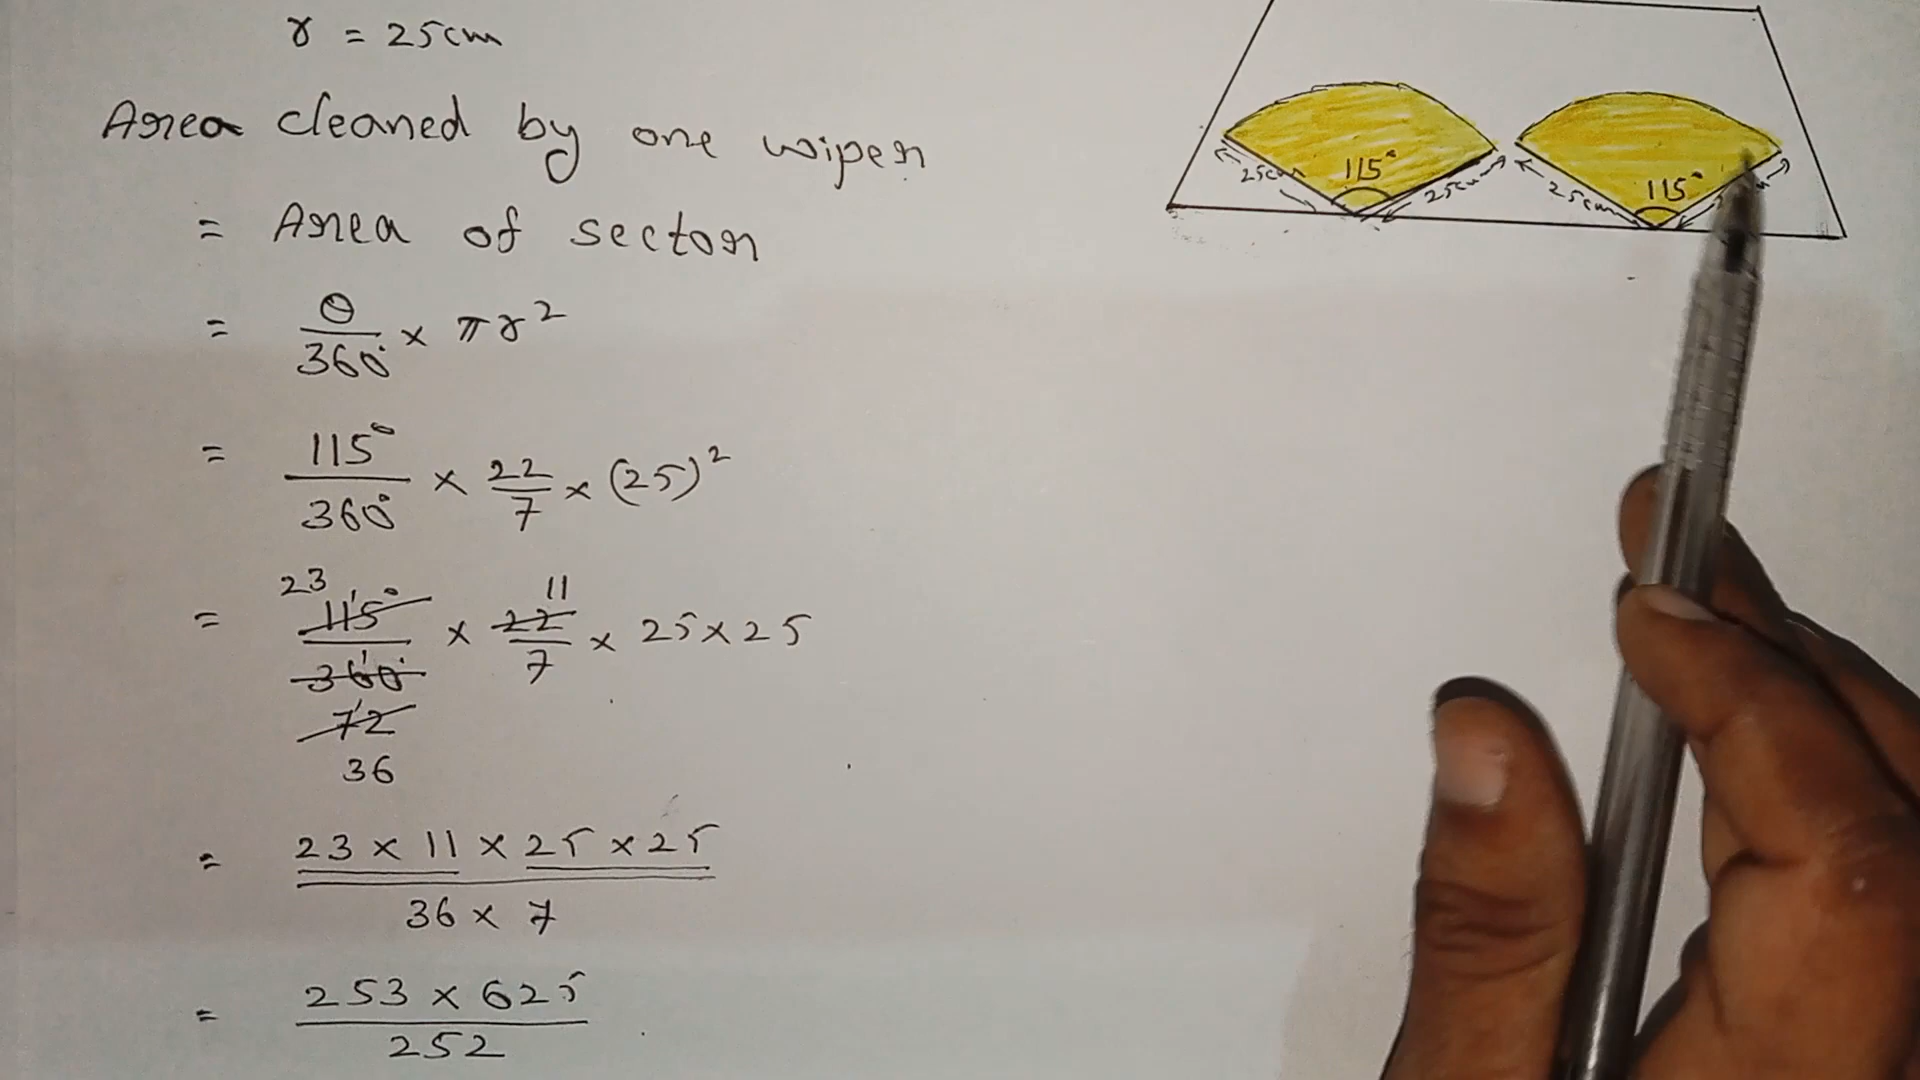 r = 25cm
Area cleaned by one wiper
= Area of sector
= θ/360° × πr²
= 115°/360° × 22/7 × (25)²
23 11
= 115°/360° × 22/7 × 25×25
72
36
= 23 × 11 × 25 × 25 / 36 × 7
= 253 × 625 / 252
115° 115°
25cm 25cm 25cm